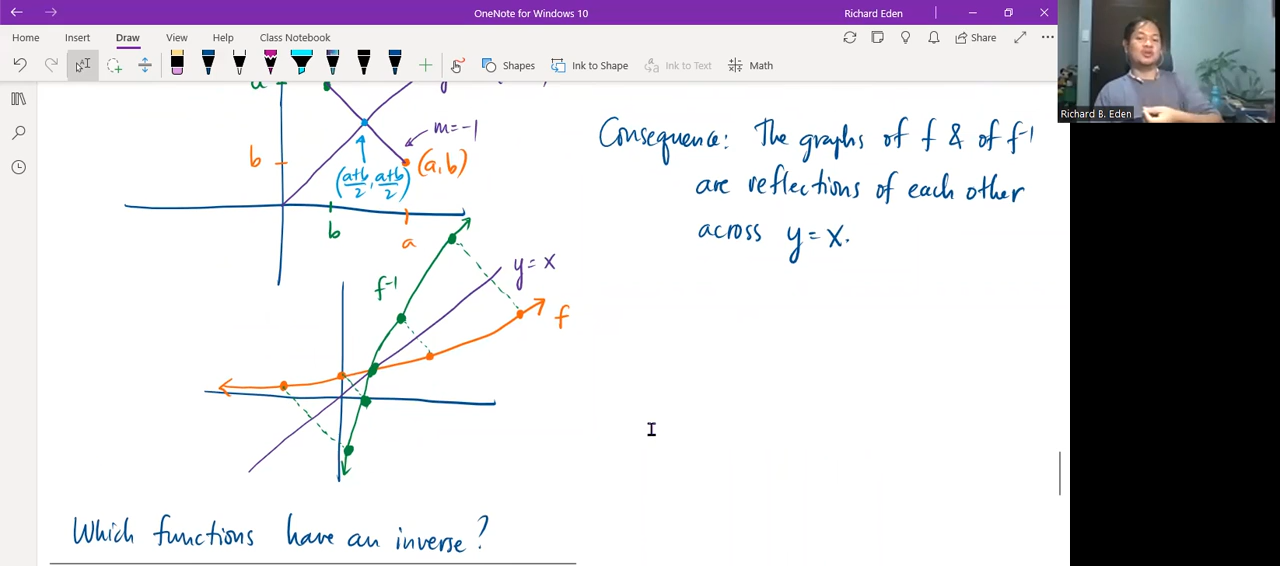 OneNote for Windows 10
Richard Eden
Home Insert Draw View Help Class Notebook
Share
Shapes Ink to Shape Ink to Text Math
Richard B. Eden
a
m=-1
b
(a,b)
(a+b/2, a+b/2)
b
a
Consequence: The graphs of f & of f-1
are reflections of each other
across y=x.
f-1
y=x
f
Which functions have an inverse?